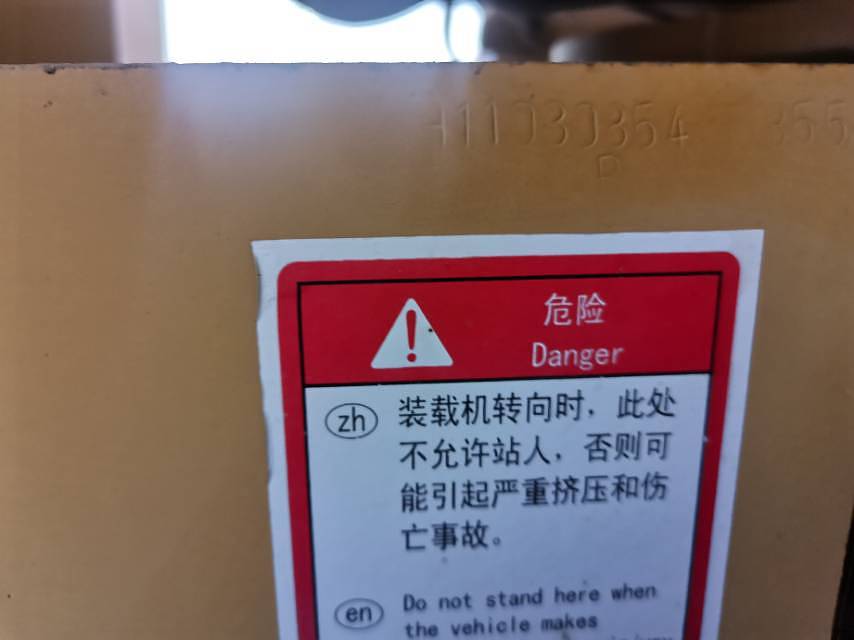 危险
Danger
zh
装载机转向时，此处
不允许站人，否则可
能引起严重挤压和伤
亡事故。
en
Do not stand here when
the vehicle makes